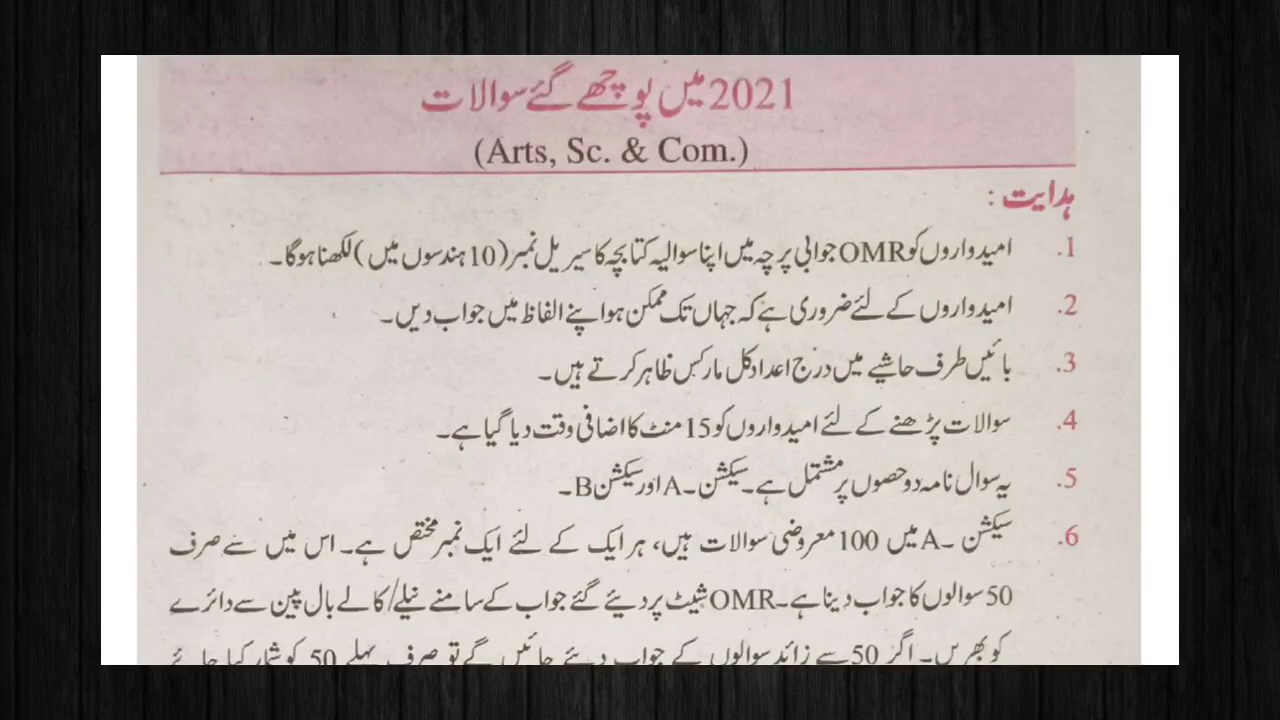 2021 میں پوچھے گئے سوالات
(Arts, Sc. & Com.)
ہدایت :
1. امیدواروں کو OMR جوابی پرچہ میں اپنا سوالیہ کتابچہ کا سیریل نمبر (10 ہندسوں میں) لکھنا ہوگا۔
2. امیدواروں کے لئے ضروری ہے کہ جہاں تک ممکن ہو اپنے الفاظ میں جواب دیں۔
3. بائیں طرف حاشیے میں درج اعداد کل مارکس ظاہر کرتے ہیں۔
4. سوالات پڑھنے کے لئے امیدواروں کو 15 منٹ کا اضافی وقت دیا گیا ہے۔
5. یہ سوال نامہ دو حصوں پر مشتمل ہے۔ سیکشن ۔A اور سیکشن B۔
6. سیکشن ۔A میں 100 معروضی سوالات ہیں، ہر ایک کے لئے ایک نمبر مختص ہے۔ اس میں سے صرف
50 سوالوں کا جواب دینا ہے۔ OMR شیٹ پر دیئے گئے جواب کے سامنے نیلے/ کالے بال پین سے دائرے
کو بھریں۔ اگر 50 سے زائد سوالوں کے جواب دیئے جائیں گے تو صرف پہلے 50 کو شمار کیا جائے